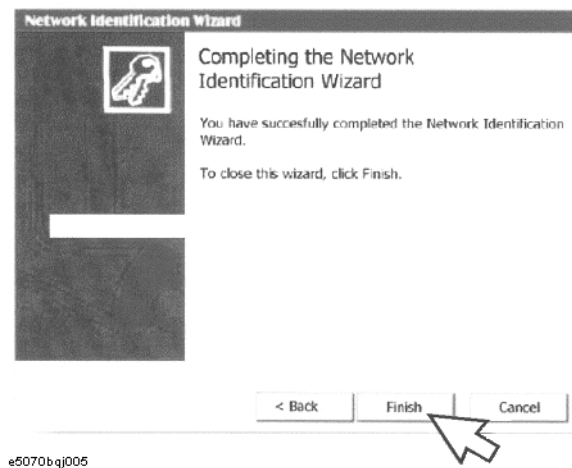 Network Identification Wizard
Completing the Network
Identification Wizard
You have succesfully completed the Network Identification
Wizard.
To close this wizard, click Finish.
< Back
Finish
Cancel
e5070bqj005